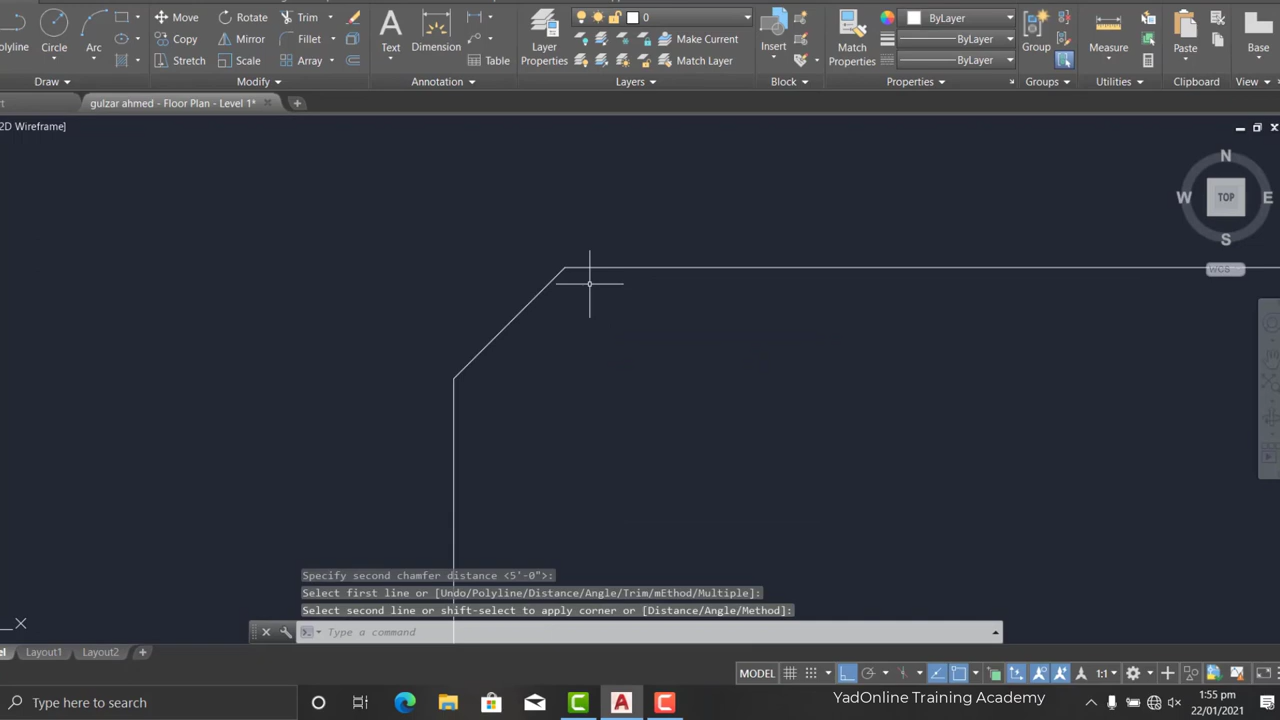 Move Rotate Trim
0
ByLayer
olyline Circle Arc Copy Mirror Fillet Text Dimension Layer Properties Make Current Insert Match Properties ByLayer Group Measure Paste Base
Stretch Scale Array Table Match Layer ByLayer
Draw Modify Annotation Layers Block Properties Groups Utilities Clipboard View
rt gulzar ahmed - Floor Plan - Level 1*
2D Wireframe]
N
W TOP E
S
WCS
Specify second chamfer distance <5'-0">:
Select first line or [Undo/Polyline/Distance/Angle/Trim/mEthod/Multiple]:
Select second line or shift-select to apply corner or [Distance/Angle/Method]:
Type a command
X
el Layout1 Layout2
MODEL 1:1
Type here to search
YadOnline Training Academy
1:55 pm
22/01/2021